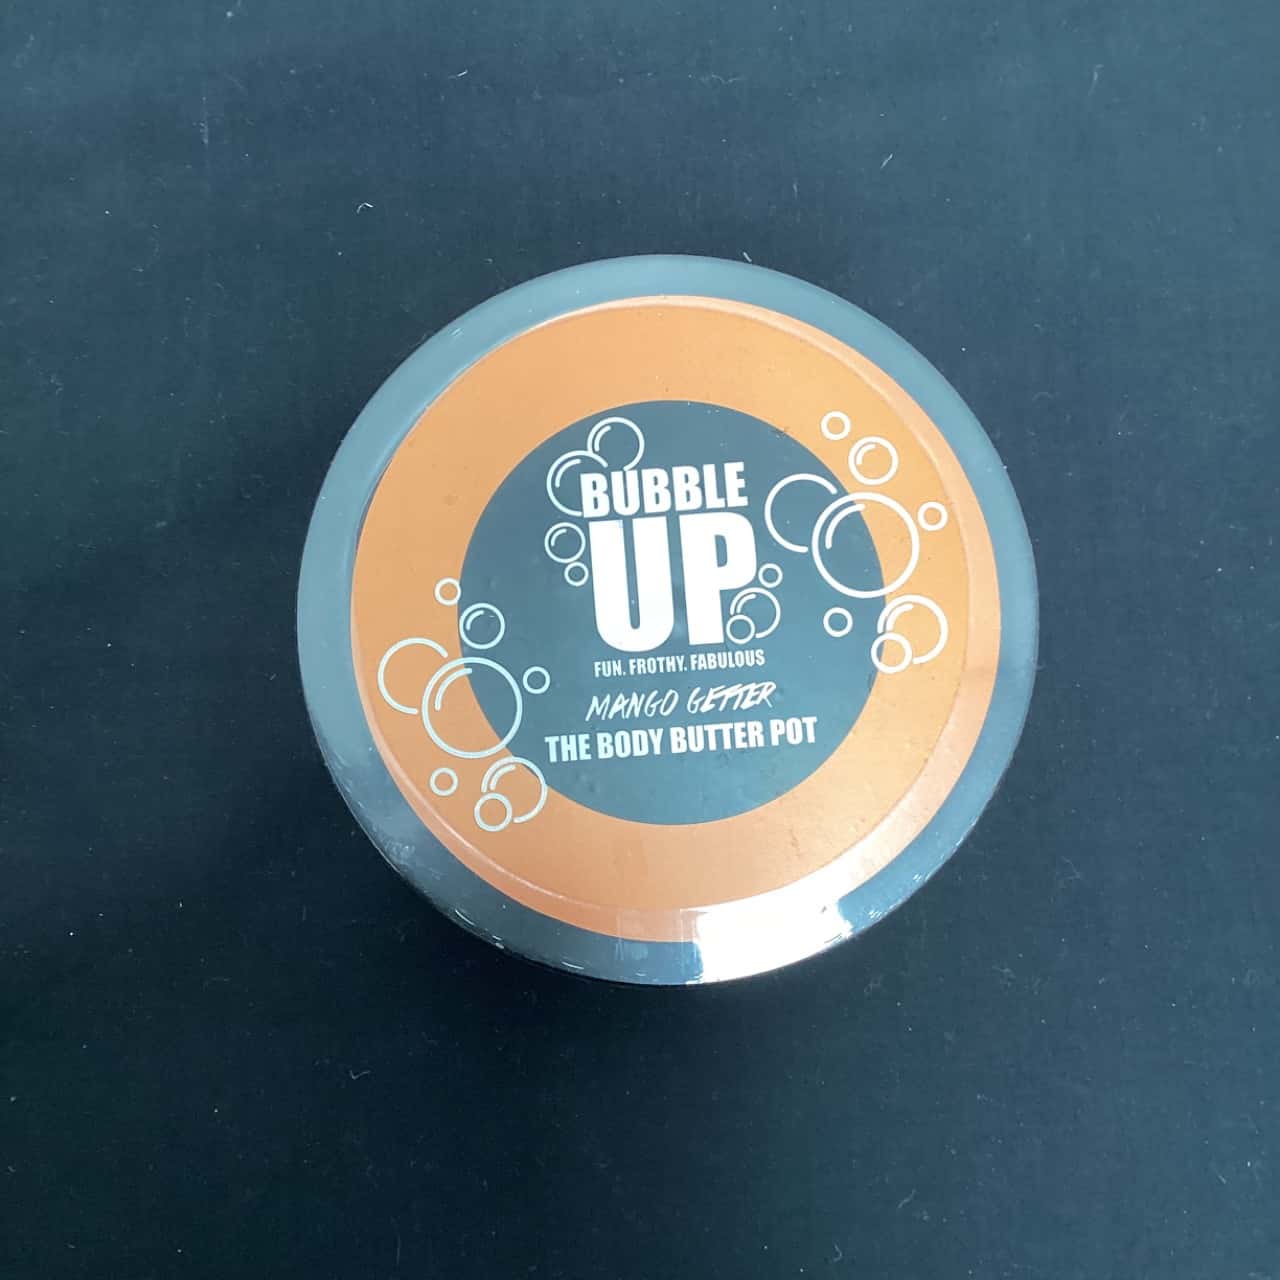 BUBBLE
UP
FUN. FROTHY. FABULOUS
MANGO GETTER
THE BODY BUTTER POT